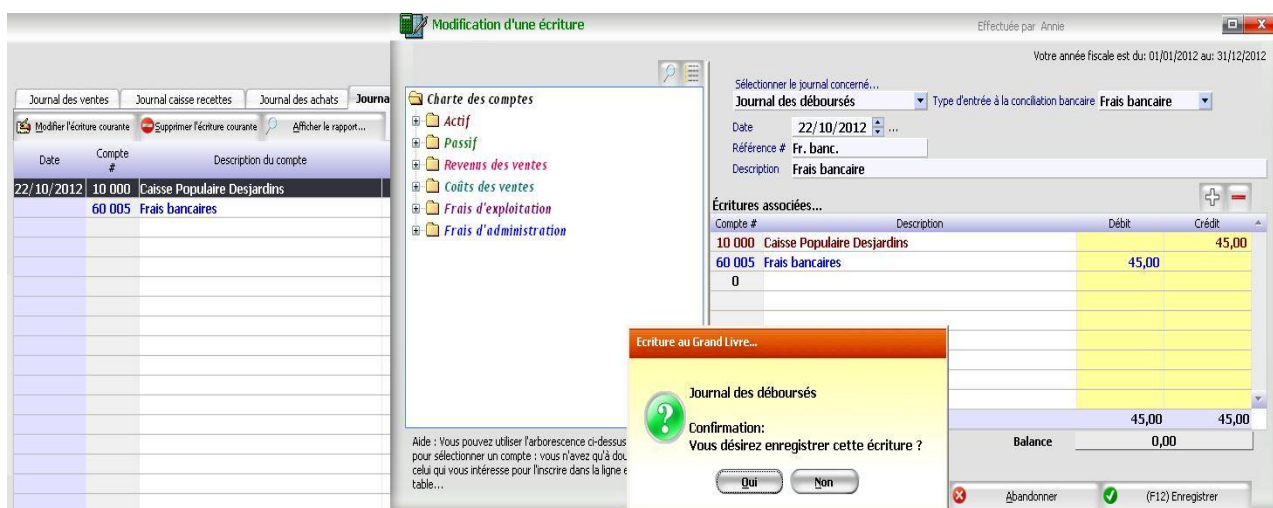 Modification d'une écriture
Effectuée par Annie
Votre année fiscale est du: 01/01/2012 au: 31/12/2012
Journal des ventes
Journal caisse recettes
Journal des achats
Journa
Modifier l'écriture courante
Supprimer l'écriture courante
Afficher le rapport...
Date
Compte #
Description du compte
22/10/2012 10 000 Caisse Populaire Desjardins
60 005 Frais bancaires
Charte des comptes
Actif
Passif
Revenus des ventes
Coûts des ventes
Frais d'exploitation
Frais d'administration
Aide : Vous pouvez utiliser l'arborescence ci-dessus
pour sélectionner un compte : vous n'avez qu'à dou
celui qui vous intéresse pour l'inscrire dans la ligne e
table...
Sélectionner le journal concerné...
Journal des déboursés
Type d'entrée à la conciliation bancaire Frais bancaire
Date 22/10/2012 ...
Référence # Fr. banc.
Description Frais bancaire
Écritures associées...
Compte # Description Débit Crédit
10 000 Caisse Populaire Desjardins 45,00
60 005 Frais bancaires 45,00
0
45,00 45,00
Balance 0,00
Ecriture au Grand Livre...
Journal des déboursés
Confirmation:
Vous désirez enregistrer cette écriture ?
Oui
Non
Abandonner
(F12) Enregistrer